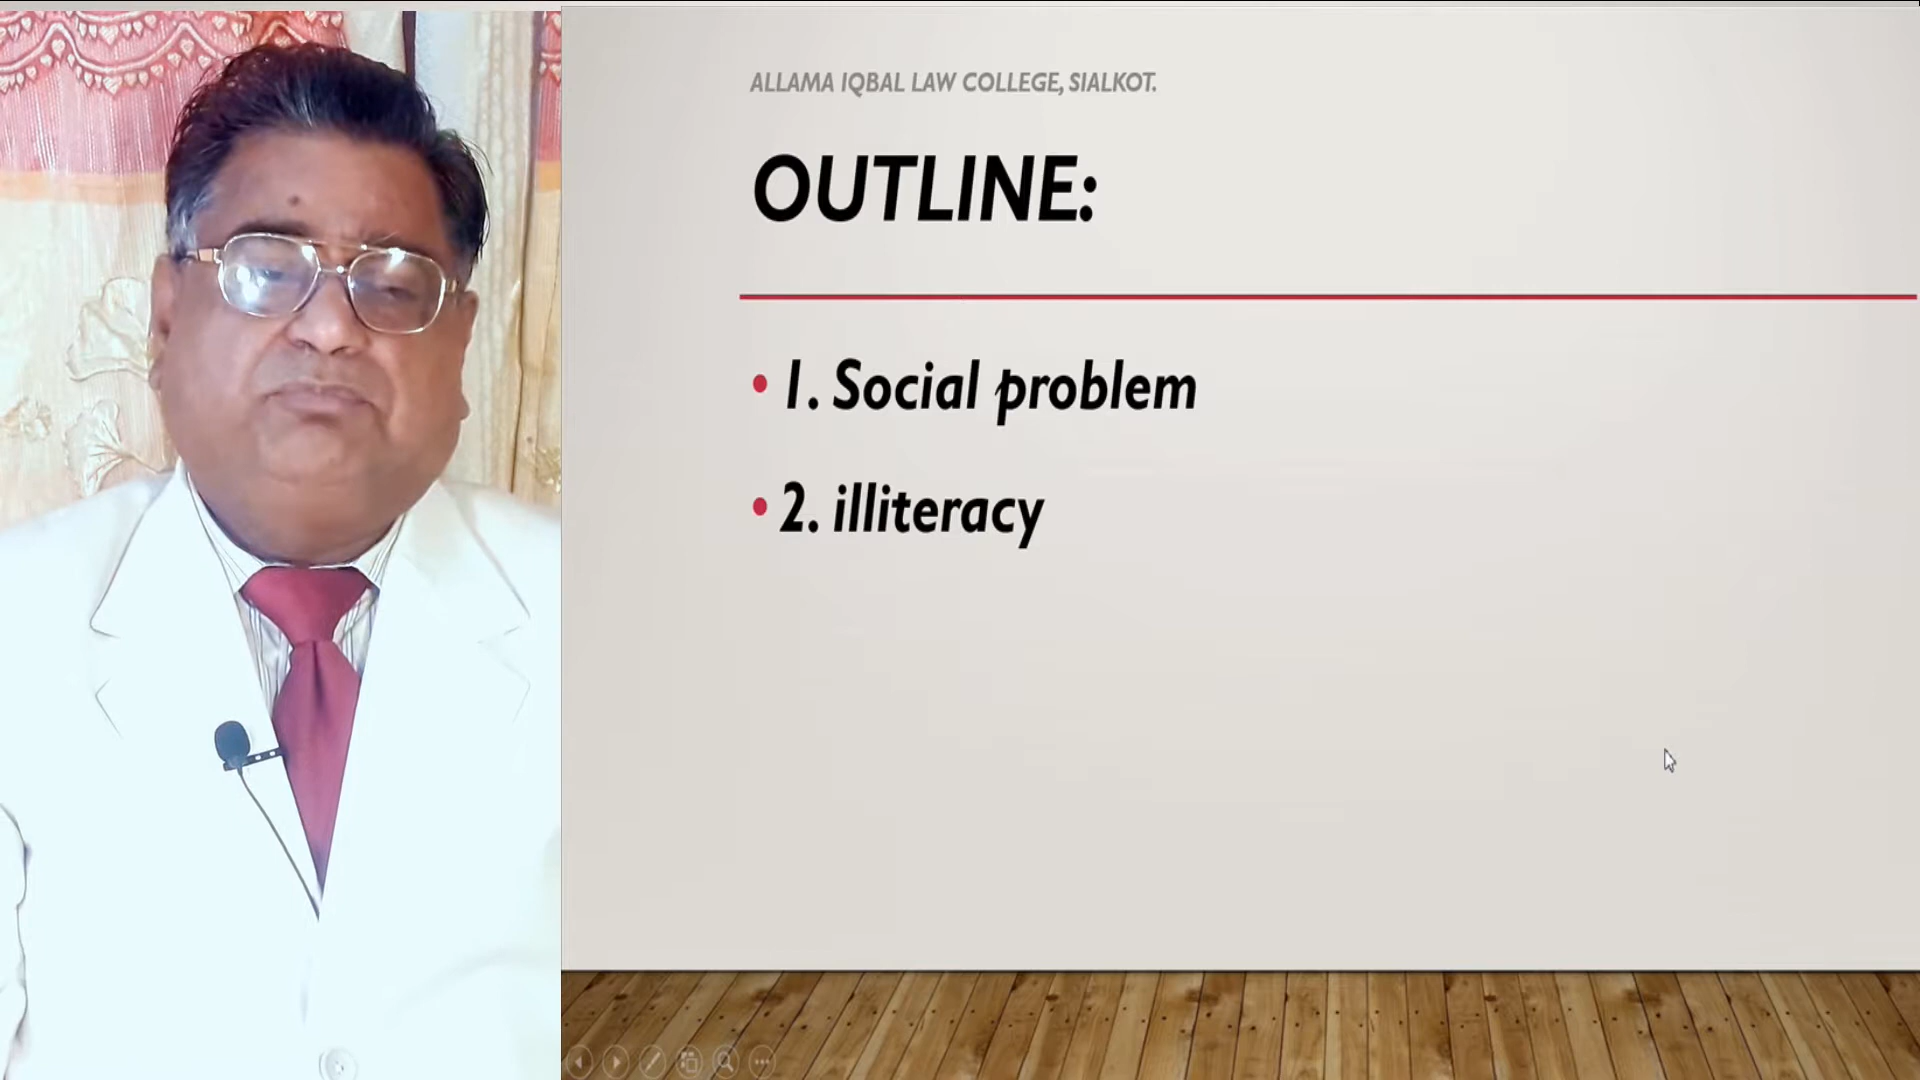 ALLAMA IQBAL LAW COLLEGE, SIALKOT.
OUTLINE:
• 1. Social problem
• 2. illiteracy